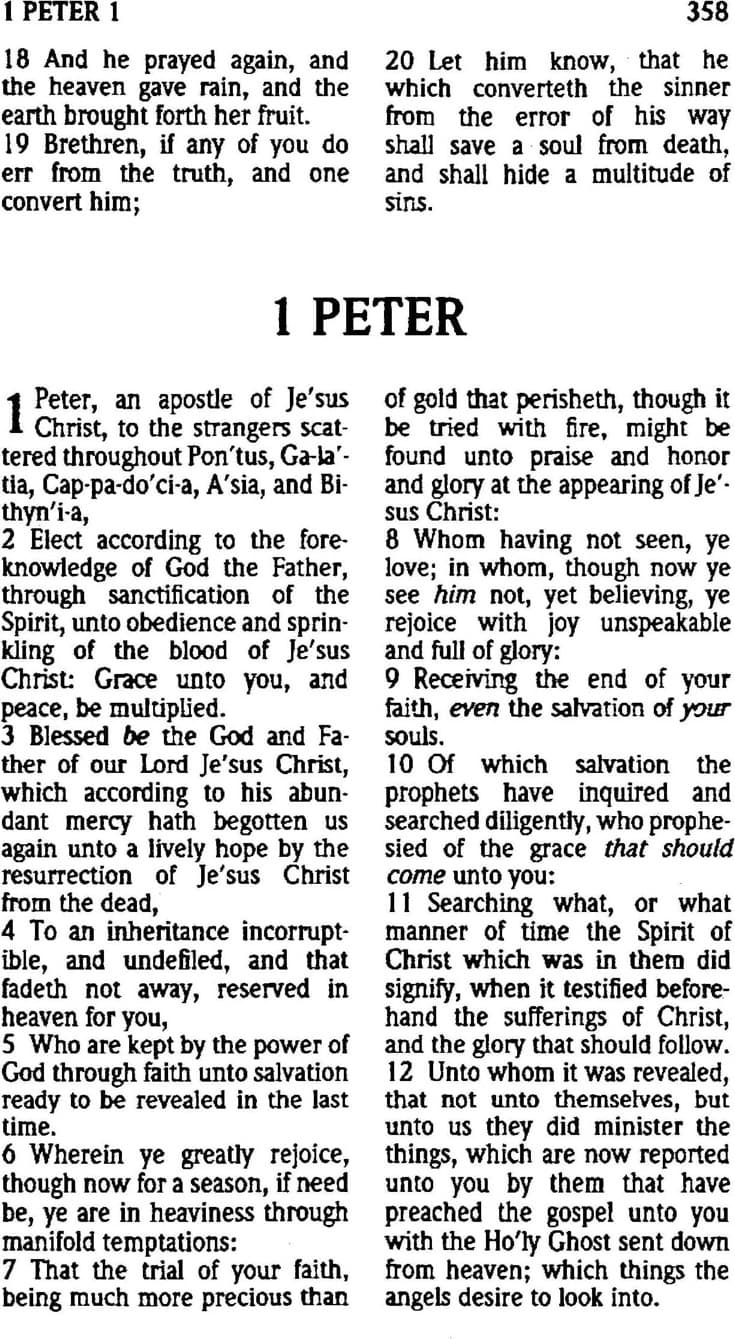 1 PETER 1
358
18 And he prayed again, and
the heaven gave rain, and the
earth brought forth her fruit.
19 Brethren, if any of you do
err from the truth, and one
convert him;
20 Let him know, that he
which converteth the sinner
from the error of his way
shall save a soul from death,
and shall hide a multitude of
sins.
1 PETER
1 Peter, an apostle of Je′sus
Christ, to the strangers scat-
tered throughout Pon′tus, Ga-la′-
tia, Cap-pa-do′ci-a, A′sia, and Bi-
thyn′i-a,
2 Elect according to the fore-
knowledge of God the Father,
through sanctification of the
Spirit, unto obedience and sprin-
kling of the blood of Je′sus
Christ: Grace unto you, and
peace, be multiplied.
3 Blessed be the God and Fa-
ther of our Lord Je′sus Christ,
which according to his abun-
dant mercy hath begotten us
again unto a lively hope by the
resurrection of Je′sus Christ
from the dead,
4 To an inheritance incorrupt-
ible, and undefiled, and that
fadeth not away, reserved in
heaven for you,
5 Who are kept by the power of
God through faith unto salvation
ready to be revealed in the last
time.
6 Wherein ye greatly rejoice,
though now for a season, if need
be, ye are in heaviness through
manifold temptations:
7 That the trial of your faith,
being much more precious than
of gold that perisheth, though it
be tried with fire, might be
found unto praise and honor
and glory at the appearing of Je′-
sus Christ:
8 Whom having not seen, ye
love; in whom, though now ye
see him not, yet believing, ye
rejoice with joy unspeakable
and full of glory:
9 Receiving the end of your
faith, even the salvation of your
souls.
10 Of which salvation the
prophets have inquired and
searched diligently, who prophe-
sied of the grace that should
come unto you:
11 Searching what, or what
manner of time the Spirit of
Christ which was in them did
signify, when it testified before-
hand the sufferings of Christ,
and the glory that should follow.
12 Unto whom it was revealed,
that not unto themselves, but
unto us they did minister the
things, which are now reported
unto you by them that have
preached the gospel unto you
with the Ho′ly Ghost sent down
from heaven; which things the
angels desire to look into.